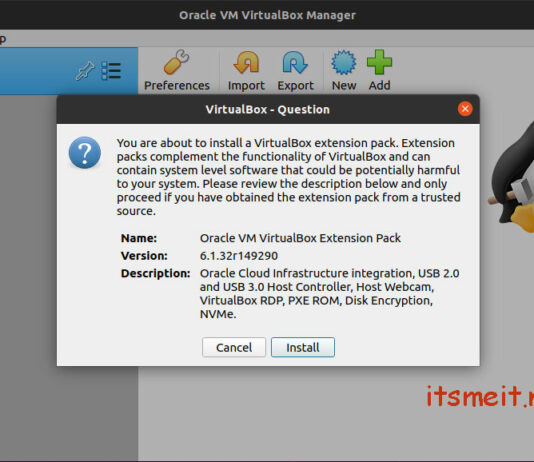 Oracle VM VirtualBox Manager
p
Preferences Import Export New Add
VirtualBox - Question
You are about to install a VirtualBox extension pack. Extension
packs complement the functionality of VirtualBox and can
contain system level software that could be potentially harmful
to your system. Please review the description below and only
proceed if you have obtained the extension pack from a trusted
source.
Name: Oracle VM VirtualBox Extension Pack
Version: 6.1.32r149290
Description: Oracle Cloud Infrastructure integration, USB 2.0
and USB 3.0 Host Controller, Host Webcam,
VirtualBox RDP, PXE ROM, Disk Encryption,
NVMe.
Cancel Install